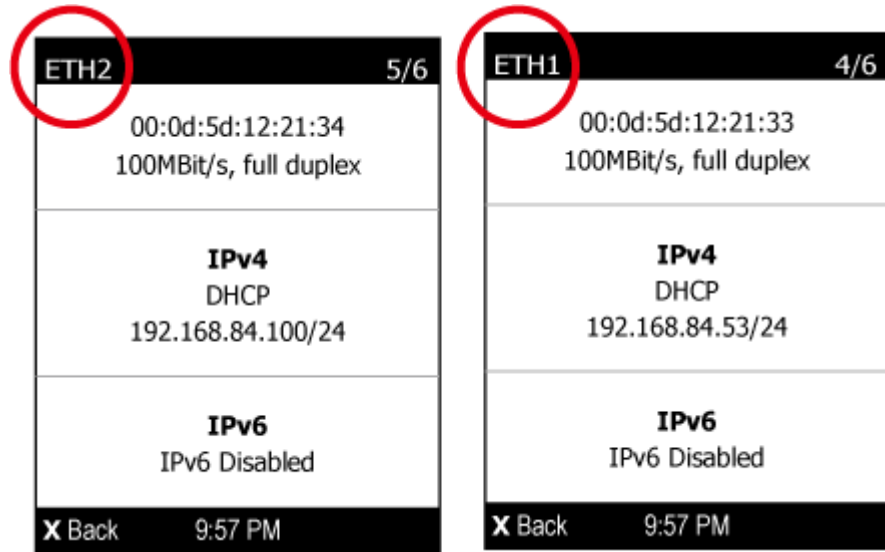 ETH2 5/6
00:0d:5d:12:21:34
100MBit/s, full duplex
IPv4
DHCP
192.168.84.100/24
IPv6
IPv6 Disabled
X Back 9:57 PM
ETH1 4/6
00:0d:5d:12:21:33
100MBit/s, full duplex
IPv4
DHCP
192.168.84.53/24
IPv6
IPv6 Disabled
X Back 9:57 PM